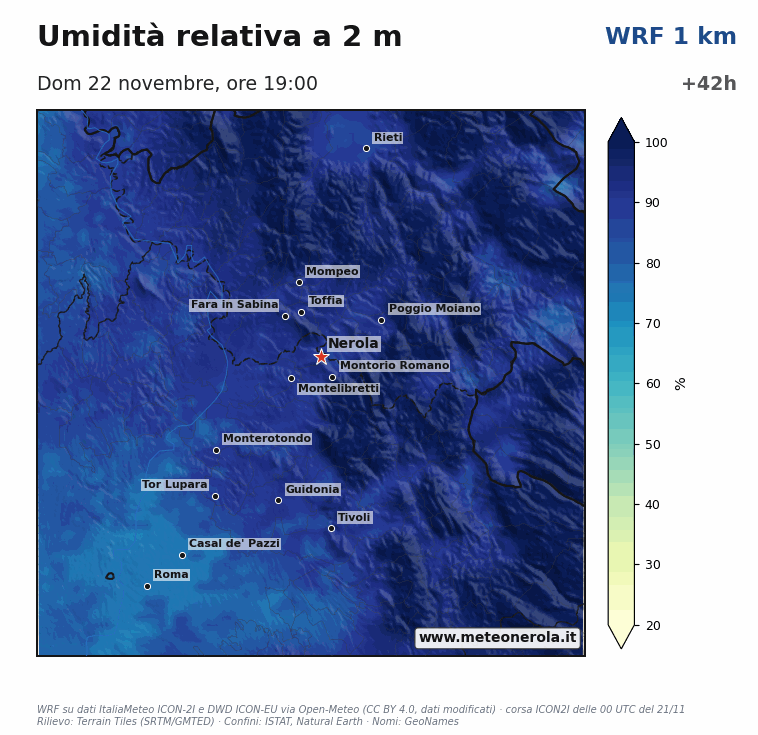 Umidità relativa a 2 m
WRF 1 km
Dom 22 novembre, ore 19:00
+42h
Rieti
Mompeo
Toffia
Fara in Sabina
Poggio Moiano
Nerola
Montorio Romano
Montelibretti
Monterotondo
Tor Lupara
Guidonia
Tivoli
Casal de' Pazzi
Roma
www.meteonerola.it
100
90
80
70
60
50
40
30
20
%
WRF su dati ItaliaMeteo ICON-2I e DWD ICON-EU via Open-Meteo (CC BY 4.0, dati modificati) · corsa ICON2I delle 00 UTC del 21/11
Rilievo: Terrain Tiles (SRTM/GMTED) · Confini: ISTAT, Natural Earth · Nomi: GeoNames